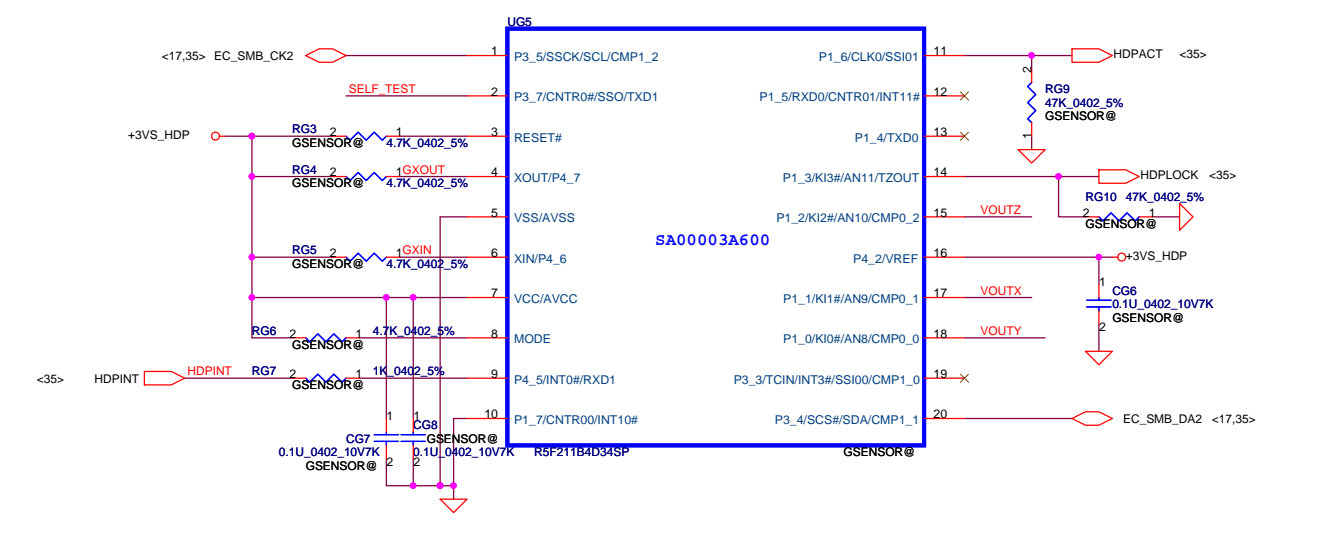 UG5
<17,35> EC_SMB_CK2 1 P3_5/SSCK/SCL/CMP1_2 P1_6/CLK0/SSI01 11 HDPACT <35>
SELF_TEST 2 P3_7/CNTR0#/SSO/TXD1 P1_5/RXD0/CNTR01/INT11# 12
2 RG9
47K_0402_5%
GSENSOR@
1
+3VS_HDP RG3 2 1 3 RESET# P1_4/TXD0 13
GSENSOR@ 4.7K_0402_5%
RG4 2 1 GXOUT 4 XOUT/P4_7 P1_3/KI3#/AN11/TZOUT 14 HDPLOCK <35>
GSENSOR@ 4.7K_0402_5%
RG10 47K_0402_5%
2 1
GSENSOR@
5 VSS/AVSS P1_2/KI2#/AN10/CMP0_2 15 VOUTZ
SA00003A600
RG5 2 1 GXIN 6 XIN/P4_6 P4_2/VREF 16 +3VS_HDP
GSENSOR@ 4.7K_0402_5%
7 VCC/AVCC P1_1/KI1#/AN9/CMP0_1 17 VOUTX
1 CG6
0.1U_0402_10V7K
GSENSOR@
2
RG6 2 1 4.7K_0402_5% 8 MODE P1_0/KI0#/AN8/CMP0_0 18 VOUTY
GSENSOR@
<35> HDPINT HDPINT RG7 2 1 1K_0402_5% 9 P4_5/INT0#/RXD1 P3_3/TCIN/INT3#/SSI00/CMP1_0 19
GSENSOR@
10 P1_7/CNTR00/INT10# P3_4/SCS#/SDA/CMP1_1 20 EC_SMB_DA2 <17,35>
1 1
CG8
CG7 GSENSOR@
0.1U_0402_10V7K 0.1U_0402_10V7K R5F211B4D34SP GSENSOR@
GSENSOR@ 2 2